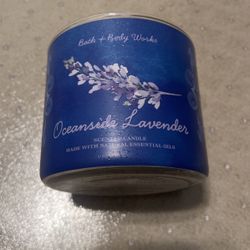 Bath & Body Works
Oceanside Lavender
SCENTED CANDLE
MADE WITH NATURAL ESSENTIAL OILS